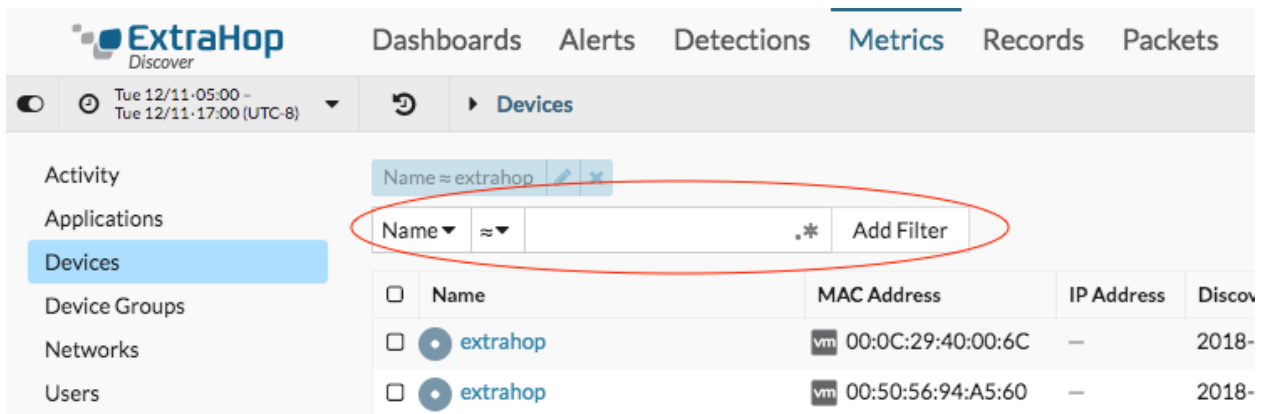 ExtraHop
Discover
Dashboards Alerts Detections Metrics Records Packets
Tue 12/11·05:00 –
Tue 12/11·17:00 (UTC-8)
Devices
Activity
Applications
Devices
Device Groups
Networks
Users
Name ≈ extrahop
Name ≈ .* Add Filter
Name MAC Address IP Address Discov
extrahop vm 00:0C:29:40:00:6C — 2018-
extrahop vm 00:50:56:94:A5:60 — 2018-